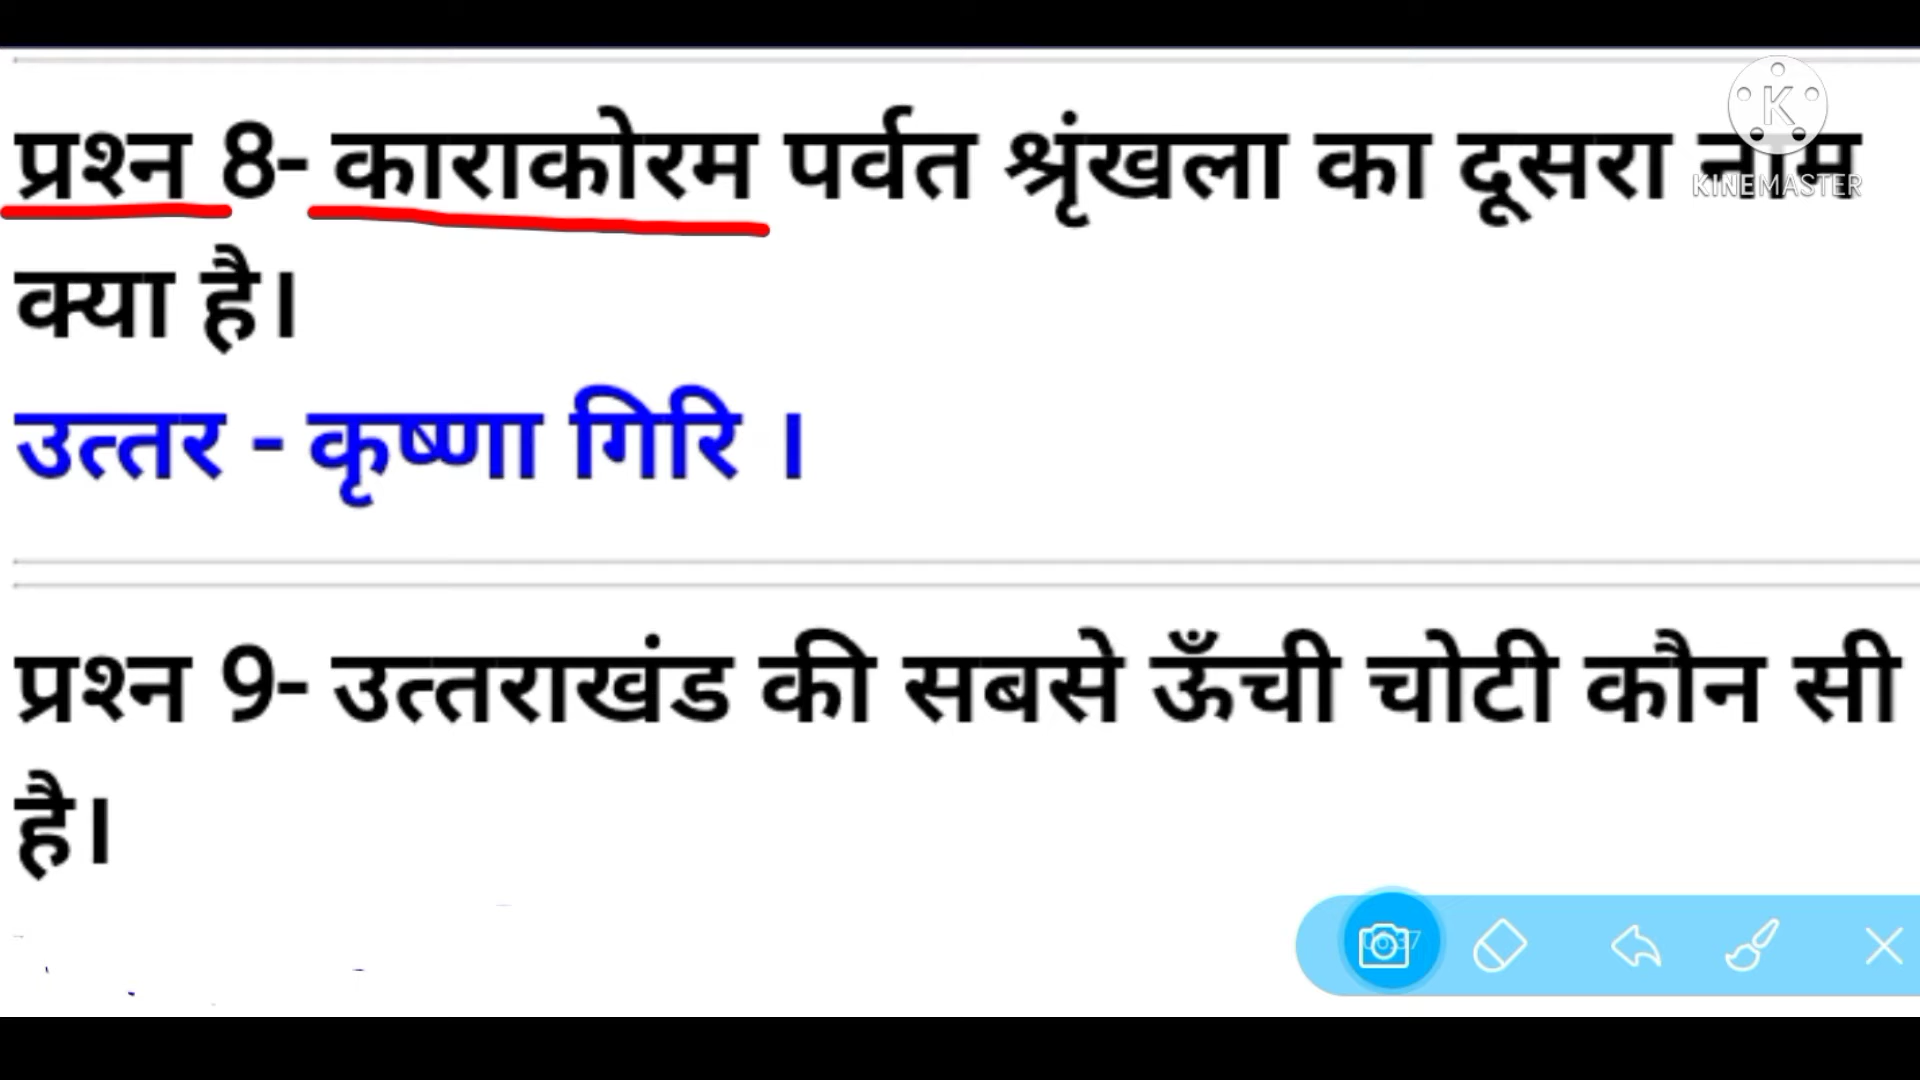 प्रश्न 8- काराकोरम पर्वत श्रृंखला का दूसरा नाम
KINEMASTER
क्या है।
उत्तर - कृष्णा गिरि ।
प्रश्न 9- उत्तराखंड की सबसे ऊँची चोटी कौन सी
है।